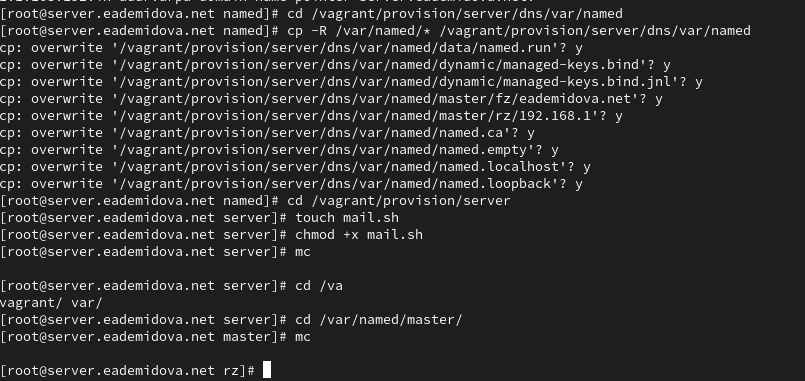 [root@server.eademidova.net named]# cd /vagrant/provision/server/dns/var/named
[root@server.eademidova.net named]# cp -R /var/named/* /vagrant/provision/server/dns/var/named
cp: overwrite '/vagrant/provision/server/dns/var/named/data/named.run'? y
cp: overwrite '/vagrant/provision/server/dns/var/named/dynamic/managed-keys.bind'? y
cp: overwrite '/vagrant/provision/server/dns/var/named/dynamic/managed-keys.bind.jnl'? y
cp: overwrite '/vagrant/provision/server/dns/var/named/master/fz/eademidova.net'? y
cp: overwrite '/vagrant/provision/server/dns/var/named/master/rz/192.168.1'? y
cp: overwrite '/vagrant/provision/server/dns/var/named/named.ca'? y
cp: overwrite '/vagrant/provision/server/dns/var/named/named.empty'? y
cp: overwrite '/vagrant/provision/server/dns/var/named/named.localhost'? y
cp: overwrite '/vagrant/provision/server/dns/var/named/named.loopback'? y
[root@server.eademidova.net named]# cd /vagrant/provision/server
[root@server.eademidova.net server]# touch mail.sh
[root@server.eademidova.net server]# chmod +x mail.sh
[root@server.eademidova.net server]# mc
[root@server.eademidova.net server]# cd /va
vagrant/ var/
[root@server.eademidova.net server]# cd /var/named/master/
[root@server.eademidova.net master]# mc
[root@server.eademidova.net rz]#